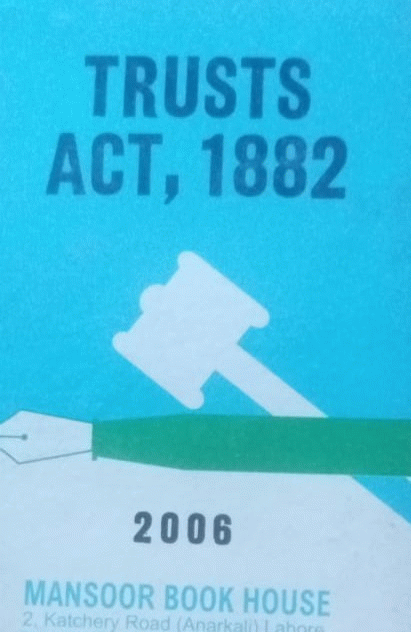 TRUSTS
ACT, 1882
2006
MANSOOR BOOK HOUSE
2, Katchery Road (Anarkali) Lahore